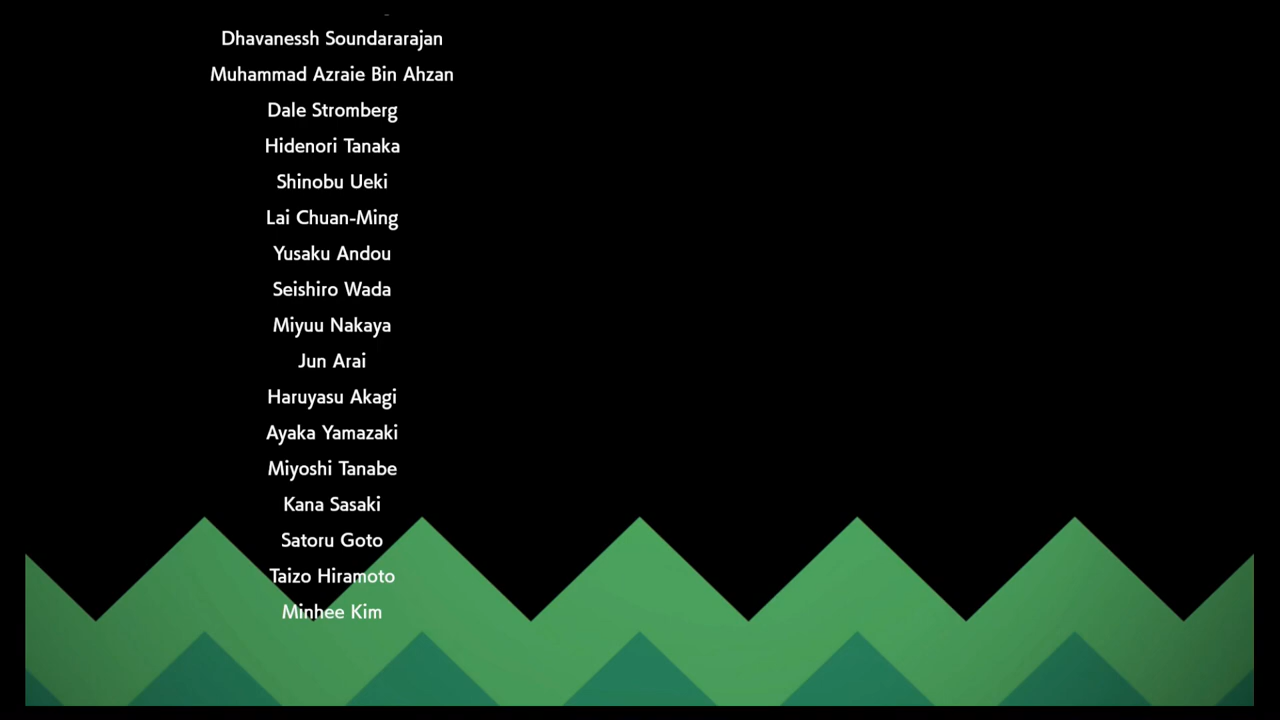 Dhavanessh Soundararajan
Muhammad Azraie Bin Ahzan
Dale Stromberg
Hidenori Tanaka
Shinobu Ueki
Lai Chuan-Ming
Yusaku Andou
Seishiro Wada
Miyuu Nakaya
Jun Arai
Haruyasu Akagi
Ayaka Yamazaki
Miyoshi Tanabe
Kana Sasaki
Satoru Goto
Taizo Hiramoto
Minhee Kim